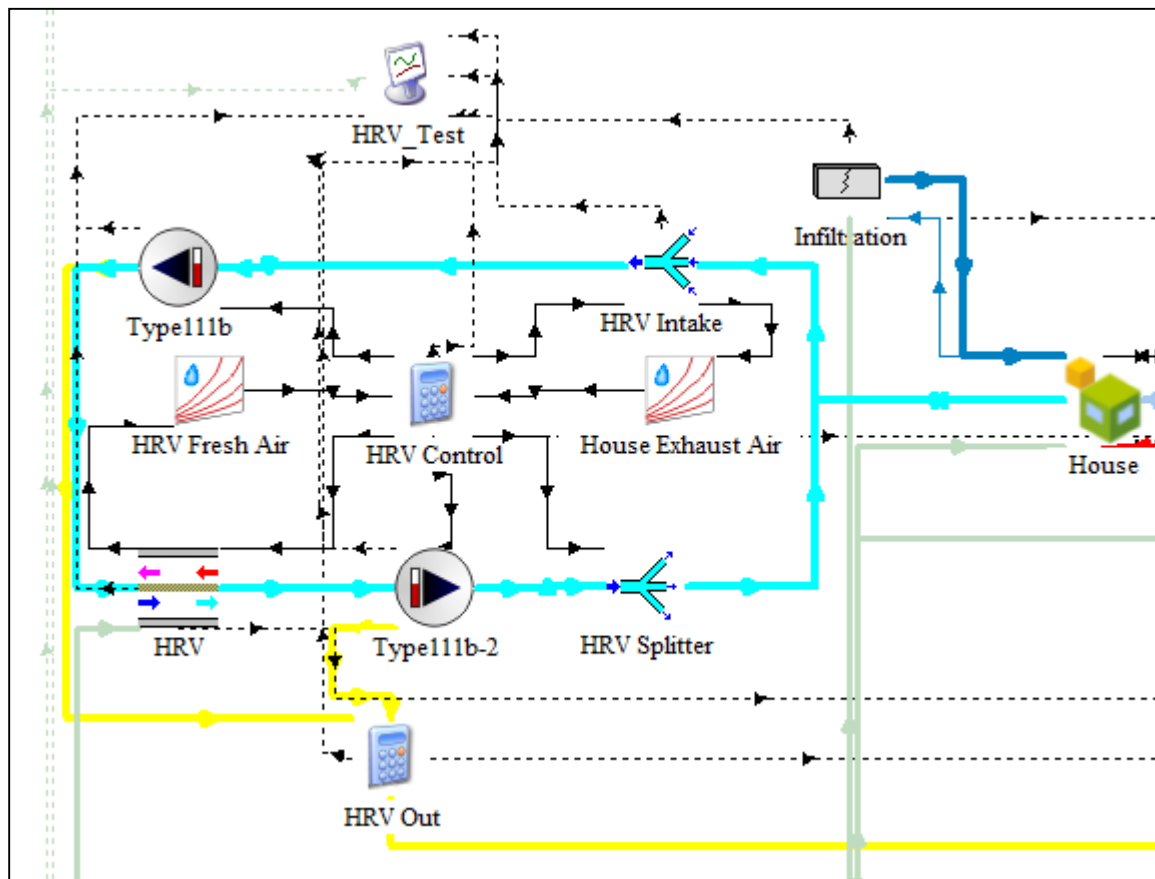 HRV_Test
Infiltration
Type111b
HRV Intake
HRV Fresh Air
HRV Control
House Exhaust Air
House
HRV
Type111b-2
HRV Splitter
HRV Out